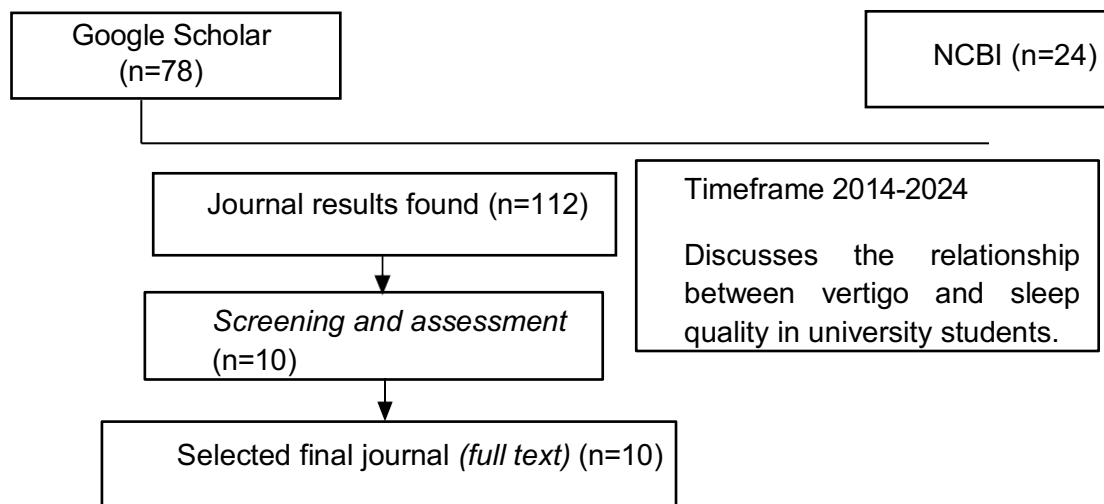 Google Scholar
(n=78)
NCBI (n=24)
Journal results found (n=112)
Timeframe 2014-2024
Discusses the relationship
between vertigo and sleep
quality in university students.
Screening and assessment
(n=10)
Selected final journal (full text) (n=10)